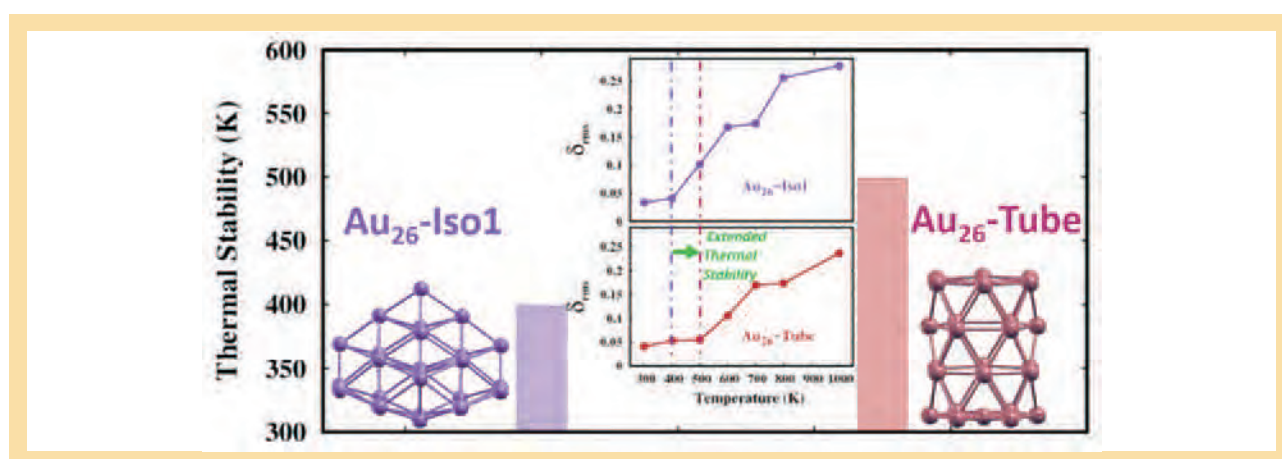 Thermal Stability (K)
600
550
500
450
400
350
300
Au₂₆-Iso1
δrms
0.25
0.2
0.15
0.1
0.05
0
Au₂₆-Iso1
δrms
0.25
0.2
0.15
0.1
0.05
0
Extended
Thermal
Stability
Au₂₆-Tube
300 400 500 600 700 800 900 1000
Temperature (K)
Au₂₆-Tube